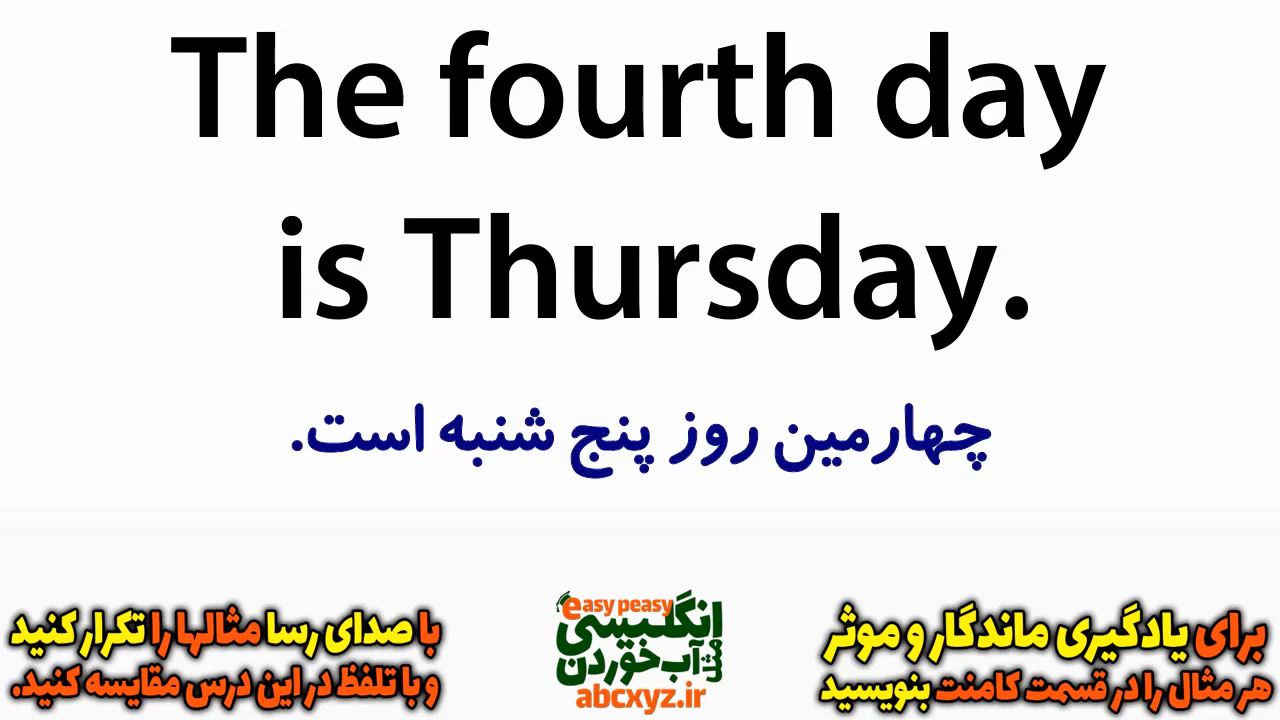 The fourth day
is Thursday.
چهارمین روز پنج شنبه است.
برای یادگیری ماندگار و موثر
هر مثال را در قسمت کامنت بنویسید
easy peasy
انگلیسی
مثل
آب خوردن
abcxyz.ir
با صدای رسا مثالها را تکرار کنید
و با تلفظ در این درس مقایسه کنید.